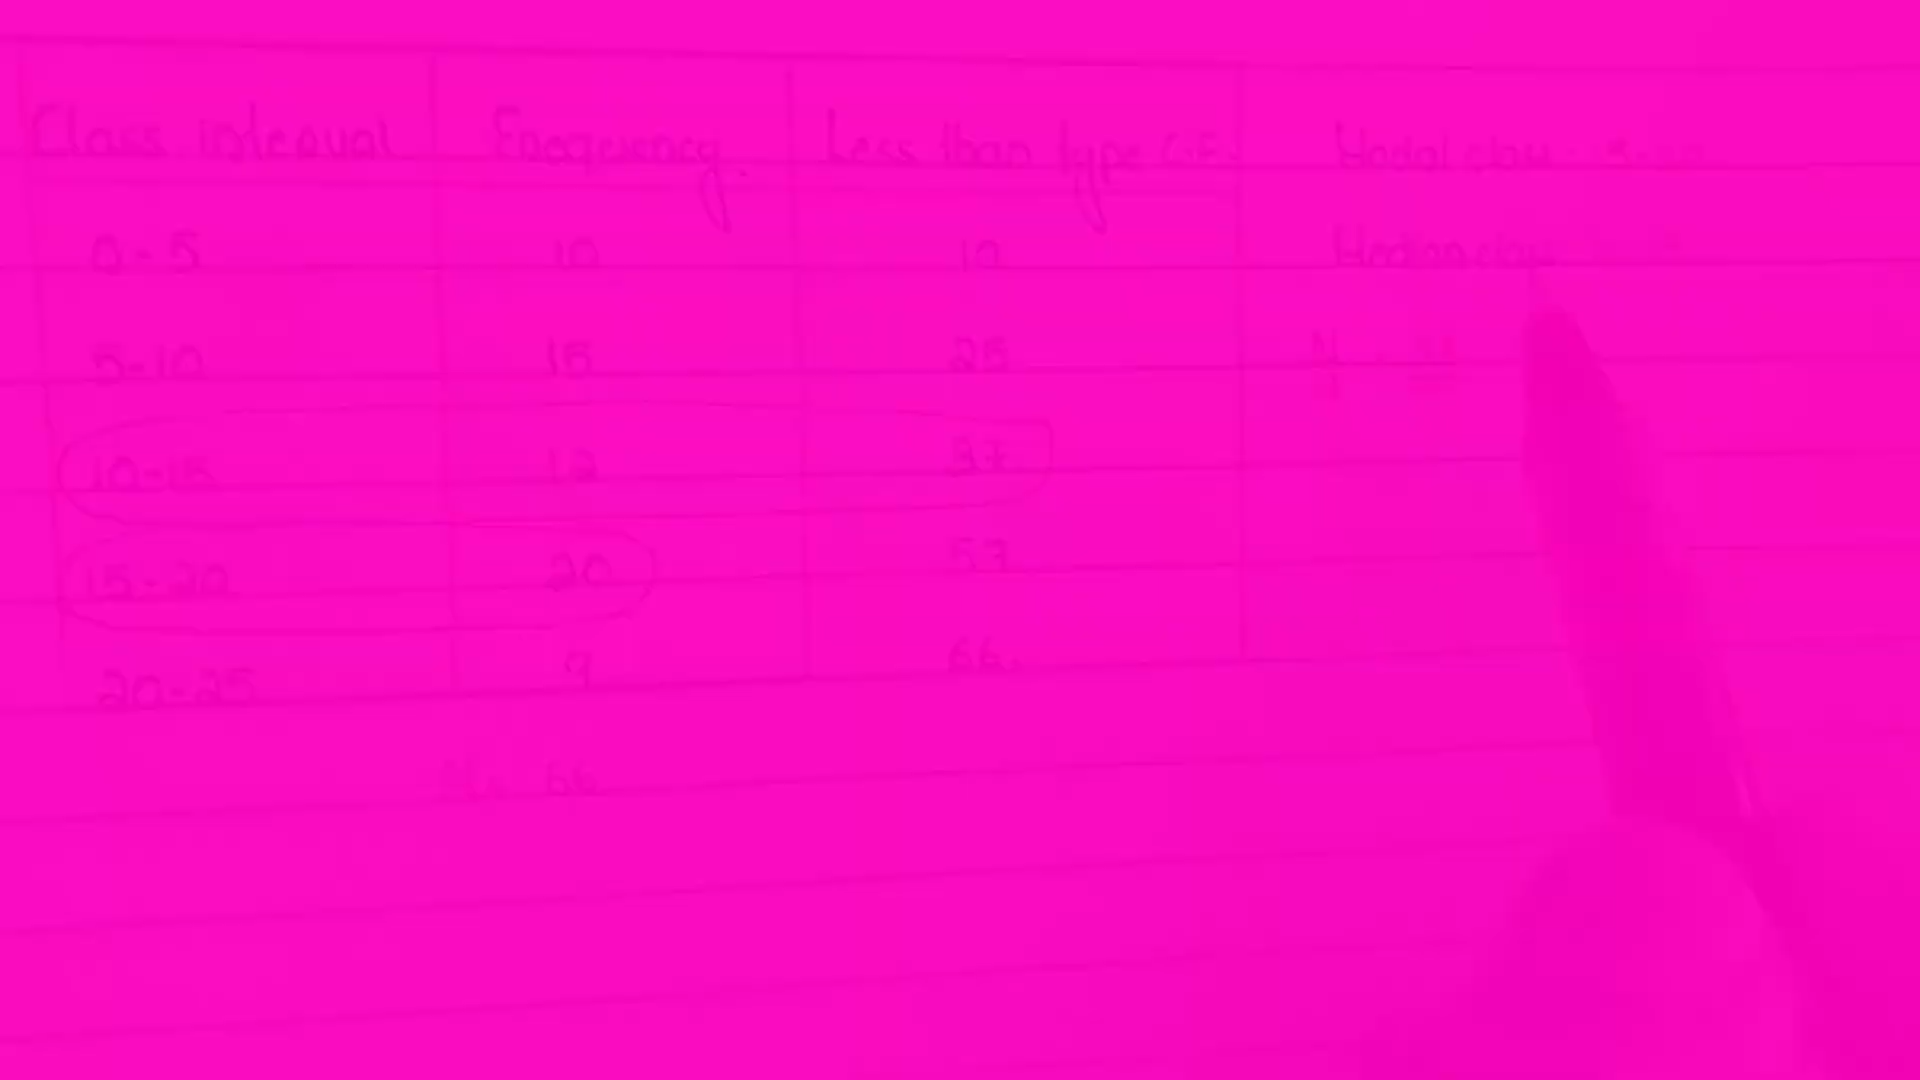 Class interval Frequency. Less than type C.F. Modal class
0-5 10 10 Median class
5-10 15 25 N
10-15 12 37
15-20 20 57
20-25 9 66.
66